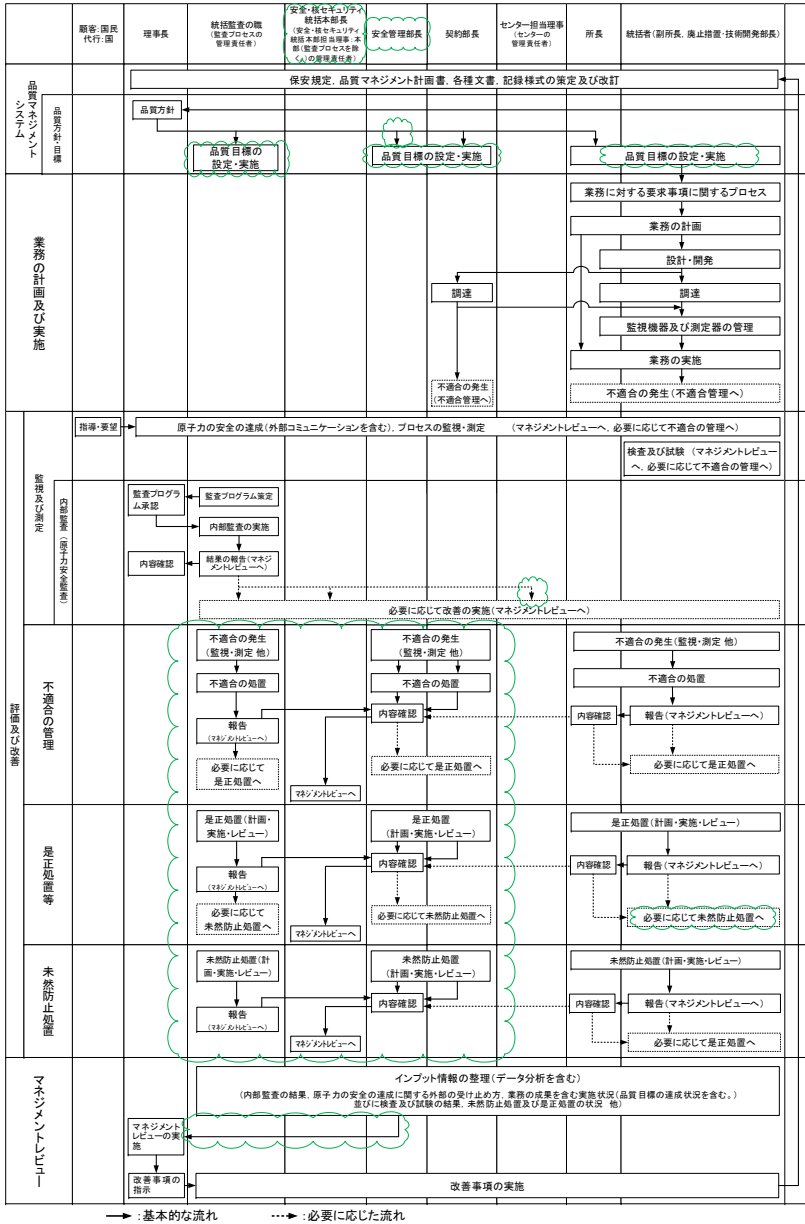 顧客：国民
代行：国
理事長
統括監査の職
（監査プロセスの
管理責任者）
安全・核セキュリティ
統括本部長
（安全・核セキュリティ
統括本部担当理事：本
部（監査プロセスを除
く。）の管理責任者）
安全管理部長
契約部長
センター担当理事
（センターの
管理責任者）
所長
統括者（副所長，廃止措置・技術開発部長）
品質マネジメント
システム
品質方針・目標
保安規定，品質マネジメント計画書，各種文書，記録様式の策定及び改訂
品質方針
品質目標の
設定・実施
品質目標の設定・実施
品質目標の設定・実施
業務の計画及び実施
業務に対する要求事項に関するプロセス
業務の計画
設計・開発
調達
調達
監視機器及び測定器の管理
業務の実施
不適合の発生
（不適合管理へ）
不適合の発生（不適合管理へ）
評価及び改善
監視及び測定
指導・要望
原子力の安全の達成（外部コミュニケーションを含む），プロセスの監視・測定　　（マネジメントレビューへ，必要に応じて不適合の管理へ）
検査及び試験　（マネジメントレビュー
へ，必要に応じて不適合の管理へ）
内部監査（原子力安全監査）
監査プログラム
承認
監査プログラム策定
内部監査の実施
内容確認
結果の報告（マネジ
メントレビューへ）
必要に応じて改善の実施（マネジメントレビューへ）
不適合の管理
不適合の発生
（監視・測定 他）
不適合の発生
（監視・測定 他）
不適合の発生（監視・測定 他）
不適合の処置
不適合の処置
不適合の処置
報告
（マネジメントレビューへ）
内容確認
内容確認
報告（マネジメントレビューへ）
必要に応じて
是正処置へ
マネジメントレビューへ
必要に応じて是正処置へ
必要に応じて是正処置へ
是正処置等
是正処置（計画・
実施・レビュー）
是正処置
（計画・実施・レビュー）
是正処置（計画・実施・レビュー）
報告
（マネジメントレビューへ）
内容確認
内容確認
報告（マネジメントレビューへ）
必要に応じて
未然防止処置へ
マネジメントレビューへ
必要に応じて未然防止処置へ
必要に応じて未然防止処置へ
未然防止処置
未然防止処置（計
画・実施・レビュー）
未然防止処置
（計画・実施・レビュー）
未然防止処置（計画・実施・レビュー）
報告
（マネジメントレビューへ）
内容確認
内容確認
報告（マネジメントレビューへ）
マネジメントレビューへ
必要に応じて是正処置へ
マネジメントレビュー
インプット情報の整理（データ分析を含む）
（内部監査の結果，原子力の安全の達成に関する外部の受け止め方，業務の成果を含む実施状況（品質目標の達成状況を含む。）
並びに検査及び試験の結果，未然防止処置及び是正処置の状況　他）
マネジメント
レビューの実
施
改善事項の
指示
改善事項の実施
：基本的な流れ
：必要に応じた流れ